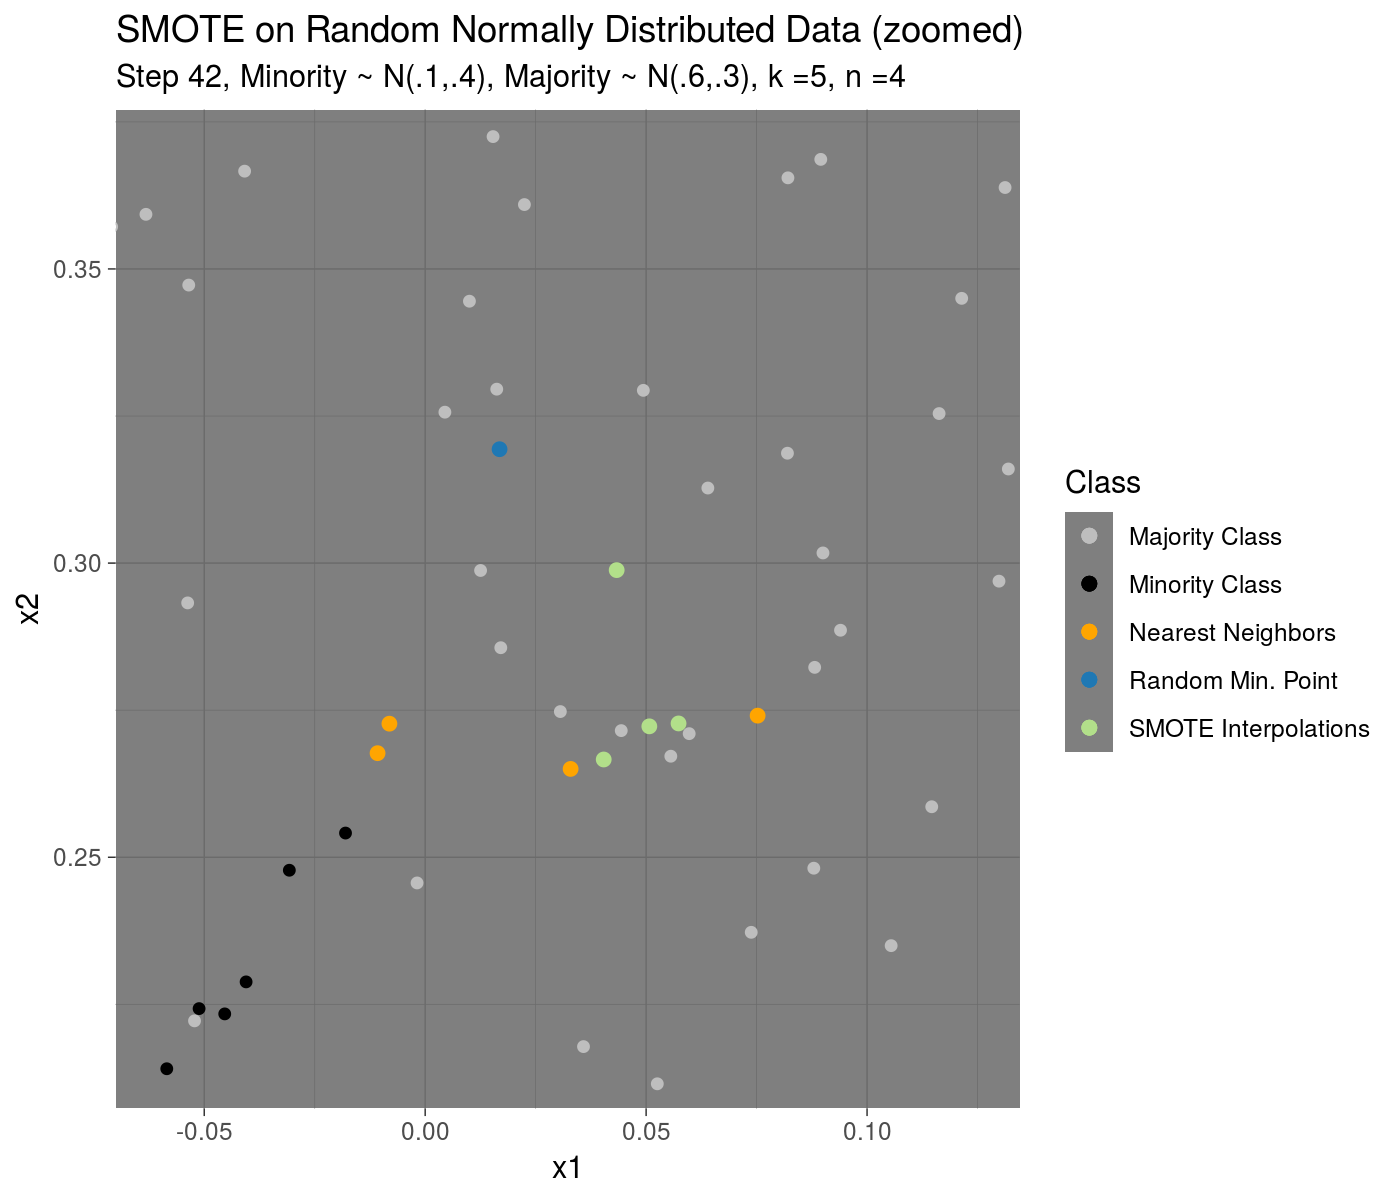 SMOTE on Random Normally Distributed Data (zoomed)
Step 42, Minority ~ N(.1,.4), Majority ~ N(.6,.3), k =5, n =4
0.35
0.30
0.25
x2
-0.05
0.00
0.05
0.10
x1
Class
Majority Class
Minority Class
Nearest Neighbors
Random Min. Point
SMOTE Interpolations